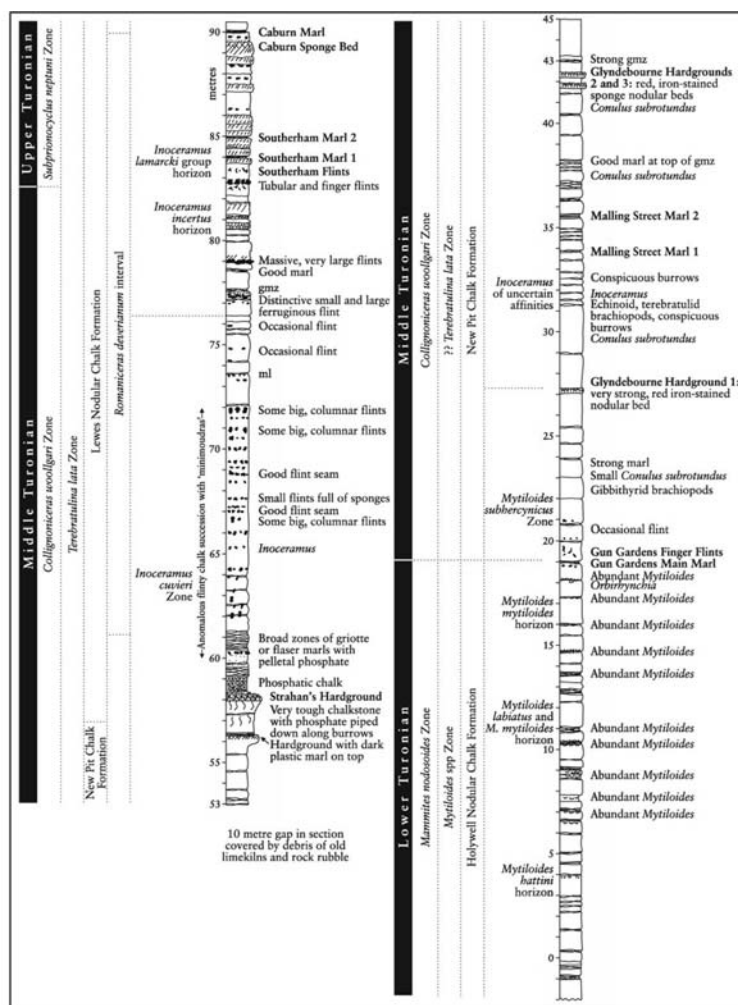 Upper Turonian
Subprionocyclus neptuni Zone
Middle Turonian
Collignoniceras woollgari Zone
Terebratulina lata Zone
Lewes Nodular Chalk Formation
New Pit Chalk
Formation
Romaniceras deverianum interval
Inoceramus
lamarcki group
horizon
Inoceramus
incertus
horizon
Anomalous flinty chalk succession with 'minimoudras'
Inoceramus
cuvieri
Zone
metres
90
85
80
75
70
65
60
55
53
Caburn Marl
Caburn Sponge Bed
Southerham Marl 2
Southerham Marl 1
Southerham Flints
Tubular and finger flints
Massive, very large flints
Good marl
gmz
Distinctive small and large
ferruginous flint
Occasional flint
Occasional flint
ml
Some big, columnar flints
Some big, columnar flints
Good flint seam
Small flints full of sponges
Good flint seam
Some big, columnar flints
Inoceramus
Broad zones of griotte
or flaser marls with
pelletal phosphate
Phosphatic chalk
Strahan's Hardground
Very tough chalkstone
with phosphate piped
down along burrows
Hardground with dark
plastic marl on top
10 metre gap in section
covered by debris of old
limekilns and rock rubble
Middle Turonian
Collignoniceras woollgari Zone
?? Terebratulina lata Zone
New Pit Chalk Formation
Inoceramus
of uncertain
affinities
Mytiloides
subhercynicus
Zone
Lower Turonian
Mammites nodosoides Zone
Mytiloides spp Zone
Holywell Nodular Chalk Formation
Mytiloides
mytiloides
horizon
Mytiloides
labiatus and
M. mytiloides
horizon
Mytiloides
hattini
horizon
45
43
40
35
30
25
20
15
10
5
0
Strong gmz
Glyndebourne Hardgrounds
2 and 3: red, iron-stained
sponge nodular beds
Conulus subrotundus
Good marl at top of gmz
Conulus subrotundus
Malling Street Marl 2
Malling Street Marl 1
Conspicuous burrows
Inoceramus
Echinoid, terebratulid
brachiopods, conspicuous
burrows
Conulus subrotundus
Glyndebourne Hardground 1:
very strong, red iron-stained
nodular bed
Strong marl
Small Conulus subrotundus
Gibbithyrid brachiopods
Occasional flint
Gun Gardens Finger Flints
Gun Gardens Main Marl
Abundant Mytiloides
Orbirhynchia
Abundant Mytiloides
Abundant Mytiloides
Abundant Mytiloides
Abundant Mytiloides
Abundant Mytiloides
Abundant Mytiloides
Abundant Mytiloides
Abundant Mytiloides
Abundant Mytiloides